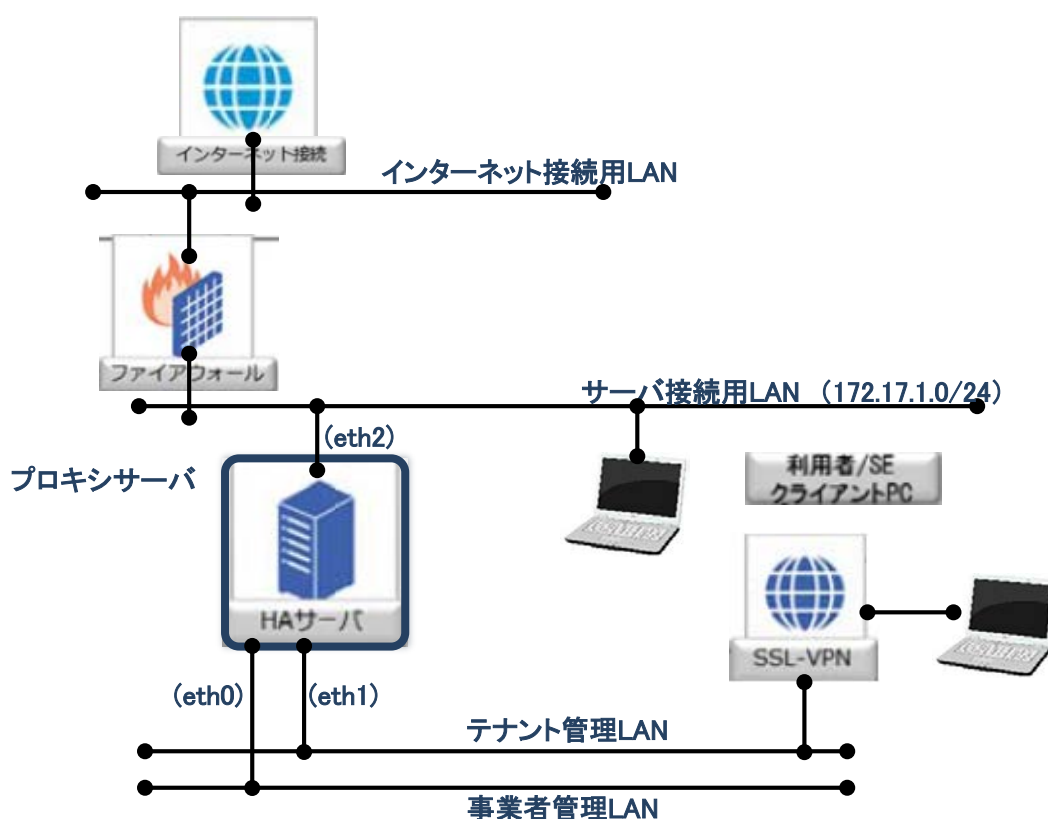 インターネット接続
インターネット接続用LAN
ファイアウォール
サーバ接続用LAN (172.17.1.0/24)
(eth2)
プロキシサーバ
利用者/SE
クライアントPC
HAサーバ
SSL-VPN
(eth0)
(eth1)
テナント管理LAN
事業者管理LAN